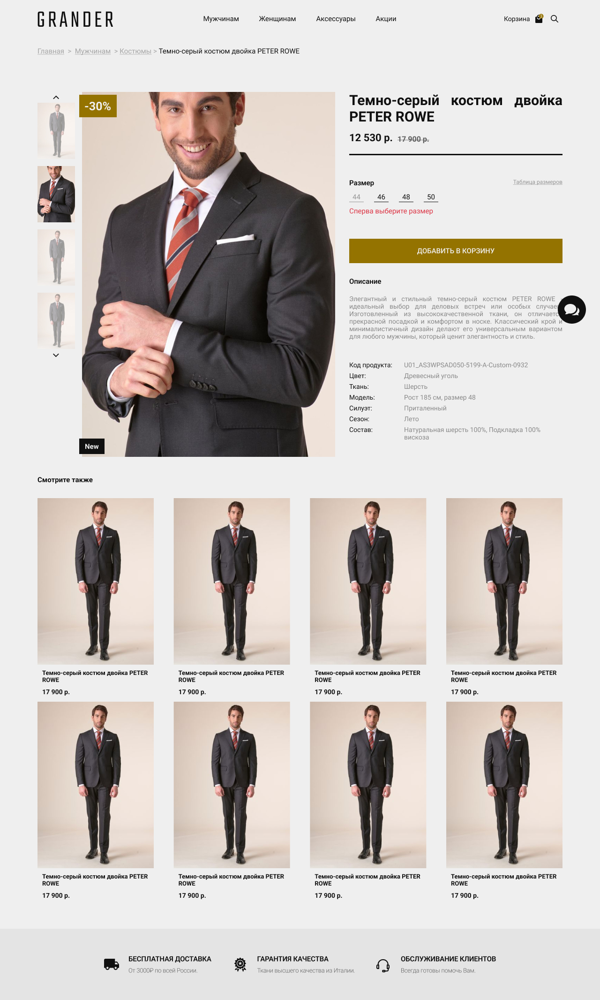 GRANDER
Мужчинам
Женщинам
Аксессуары
Акции
Корзина
3
Главная > Мужчинам > Костюмы > Темно-серый костюм двойка PETER ROWE
-30%
New
Темно-серый костюм двойка
PETER ROWE
12 530 р. 17 900 р.
Размер
Таблица размеров
44 46 48 50
Сперва выберите размер
ДОБАВИТЬ В КОРЗИНУ
Описание
Элегантный и стильный темно-серый костюм PETER ROWE -
идеальный выбор для деловых встреч или особых случаев.
Изготовленный из высококачественной ткани, он отличается
прекрасной посадкой и комфортом в носке. Классический крой и
минималистичный дизайн делают его универсальным вариантом
для любого мужчины, который ценит элегантность и стиль.
Код продукта: U01_AS3WPSAD050-5199-A-Custom-0932
Цвет: Древесный уголь
Ткань: Шерсть
Модель: Рост 185 см, размер 48
Силуэт: Приталенный
Сезон: Лето
Состав: Натуральная шерсть 100%, Подкладка 100%
вискоза
Смотрите также
Темно-серый костюм двойка PETER
ROWE
17 900 р.
Темно-серый костюм двойка PETER
ROWE
17 900 р.
Темно-серый костюм двойка PETER
ROWE
17 900 р.
Темно-серый костюм двойка PETER
ROWE
17 900 р.
Темно-серый костюм двойка PETER
ROWE
17 900 р.
Темно-серый костюм двойка PETER
ROWE
17 900 р.
Темно-серый костюм двойка PETER
ROWE
17 900 р.
Темно-серый костюм двойка PETER
ROWE
17 900 р.
БЕСПЛАТНАЯ ДОСТАВКА
От 3000₽ по всей России.
ГАРАНТИЯ КАЧЕСТВА
Ткани высшего качества из Италии.
ОБСЛУЖИВАНИЕ КЛИЕНТОВ
Всегда готовы помочь Вам.